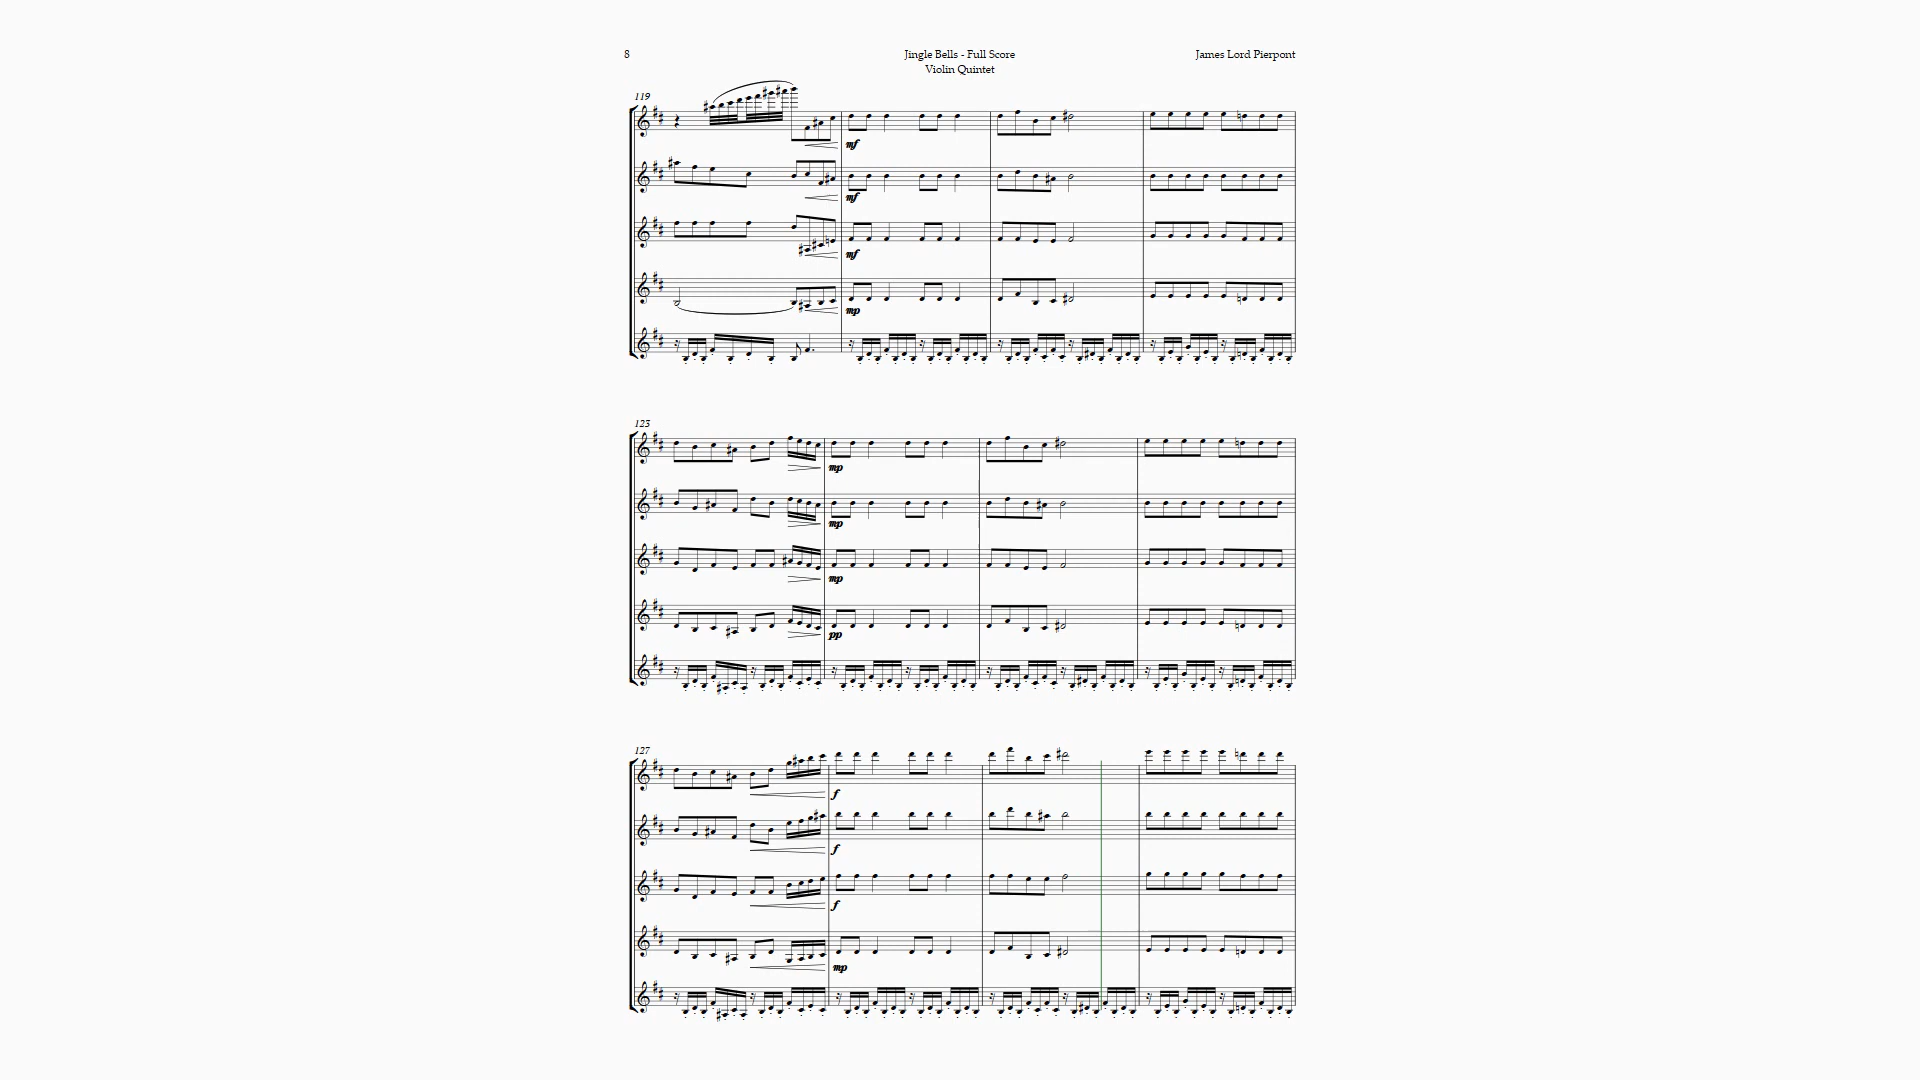 8 Jingle Bells - Full Score James Lord Pierpont
Violin Quintet
119
mf
mf
mf
mp
123
mp
mp
mp
pp
127
f
f
f
mp